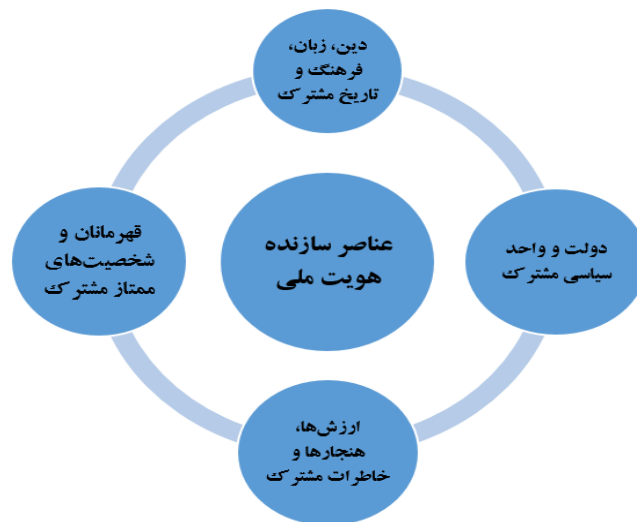 دین، زبان،
فرهنگ و
تاریخ مشترک
عناصر سازنده
هویت ملی
دولت و واحد
سیاسی مشترک
قهرمانان و
شخصیت‌های
ممتاز مشترک
ارزش‌ها،
هنجارها و
خاطرات مشترک